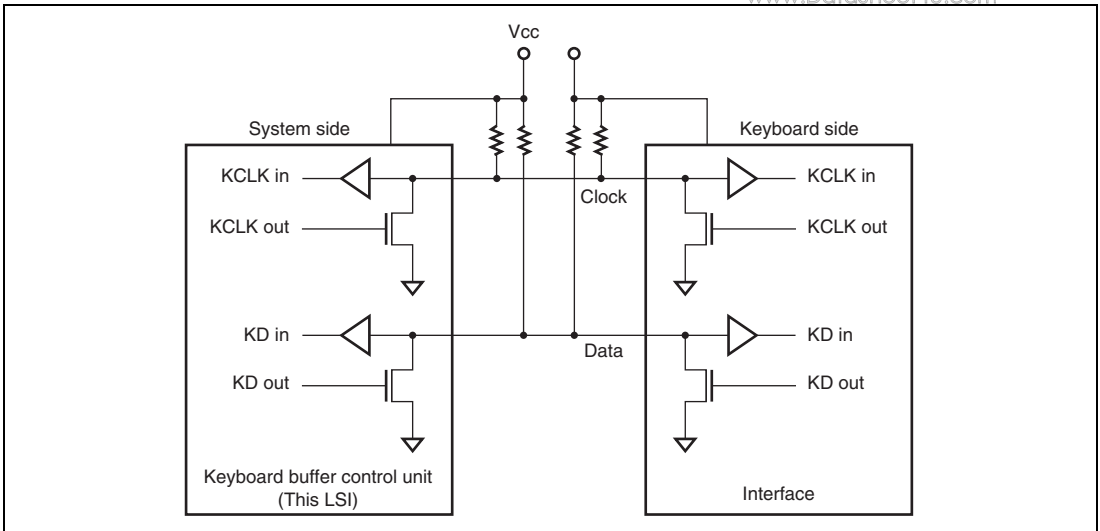 Vcc
System side
Keyboard side
KCLK in
KCLK in
Clock
KCLK out
KCLK out
KD in
KD in
Data
KD out
KD out
Keyboard buffer control unit
(This LSI)
Interface